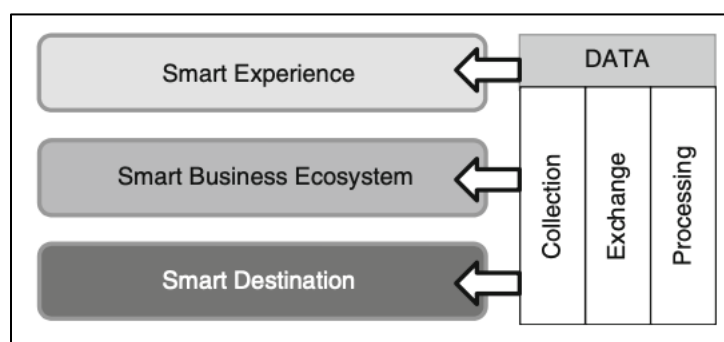 Smart Experience
DATA
Smart Business Ecosystem
Smart Destination
Collection
Exchange
Processing